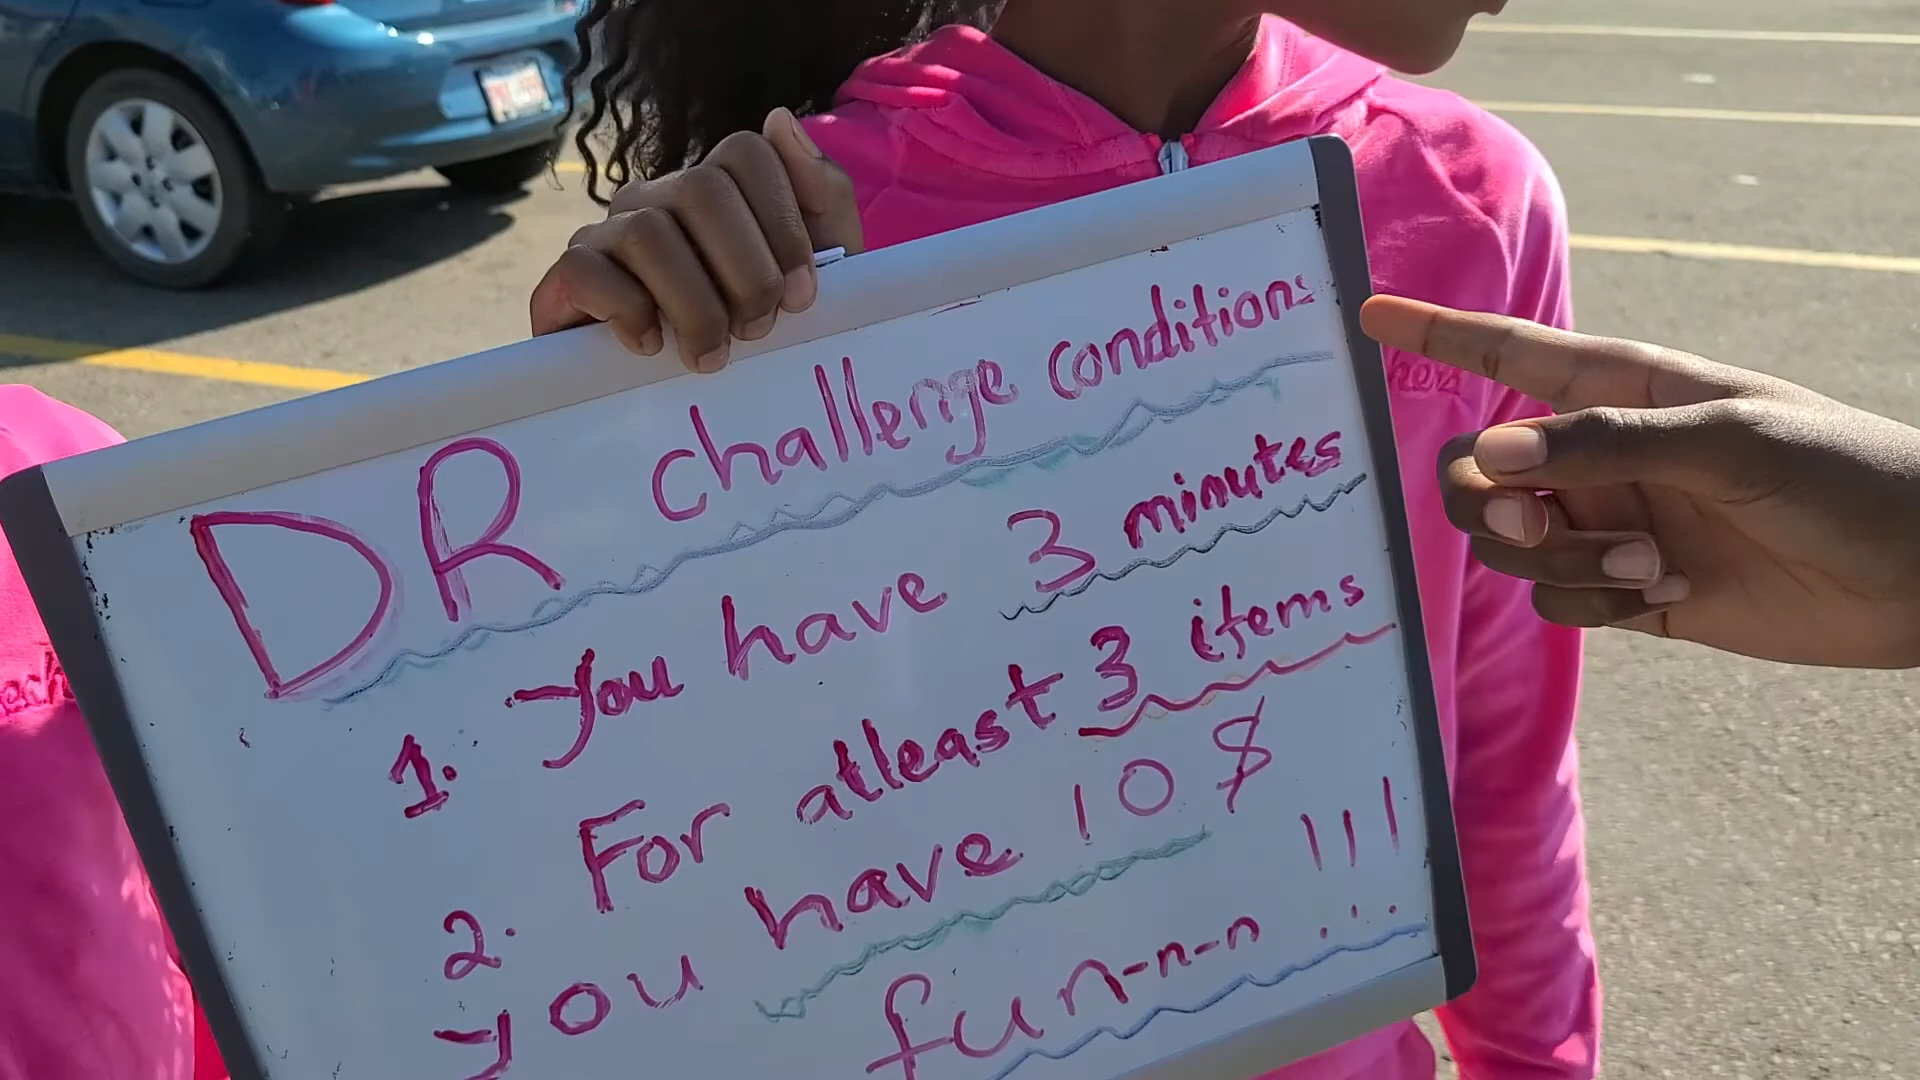 DR challenge conditions
1. You have 3 minutes
For atleast 3 items
2. you have 10 $
fun-n-n !!!